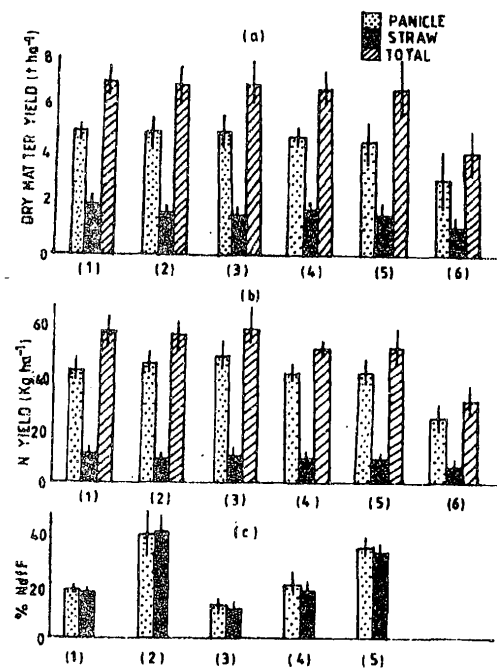 PANICLE
STRAW
TOTAL
(a)
DRY MATTER YIELD (t ha-1)
8
6
4
2
0
(1) (2) (3) (4) (5) (6)
(b)
N YIELD (Kg ha-1)
60
40
20
0
(1) (2) (3) (4) (5) (6)
(c)
% NdfF
40
20
0
(1) (2) (3) (4) (5)